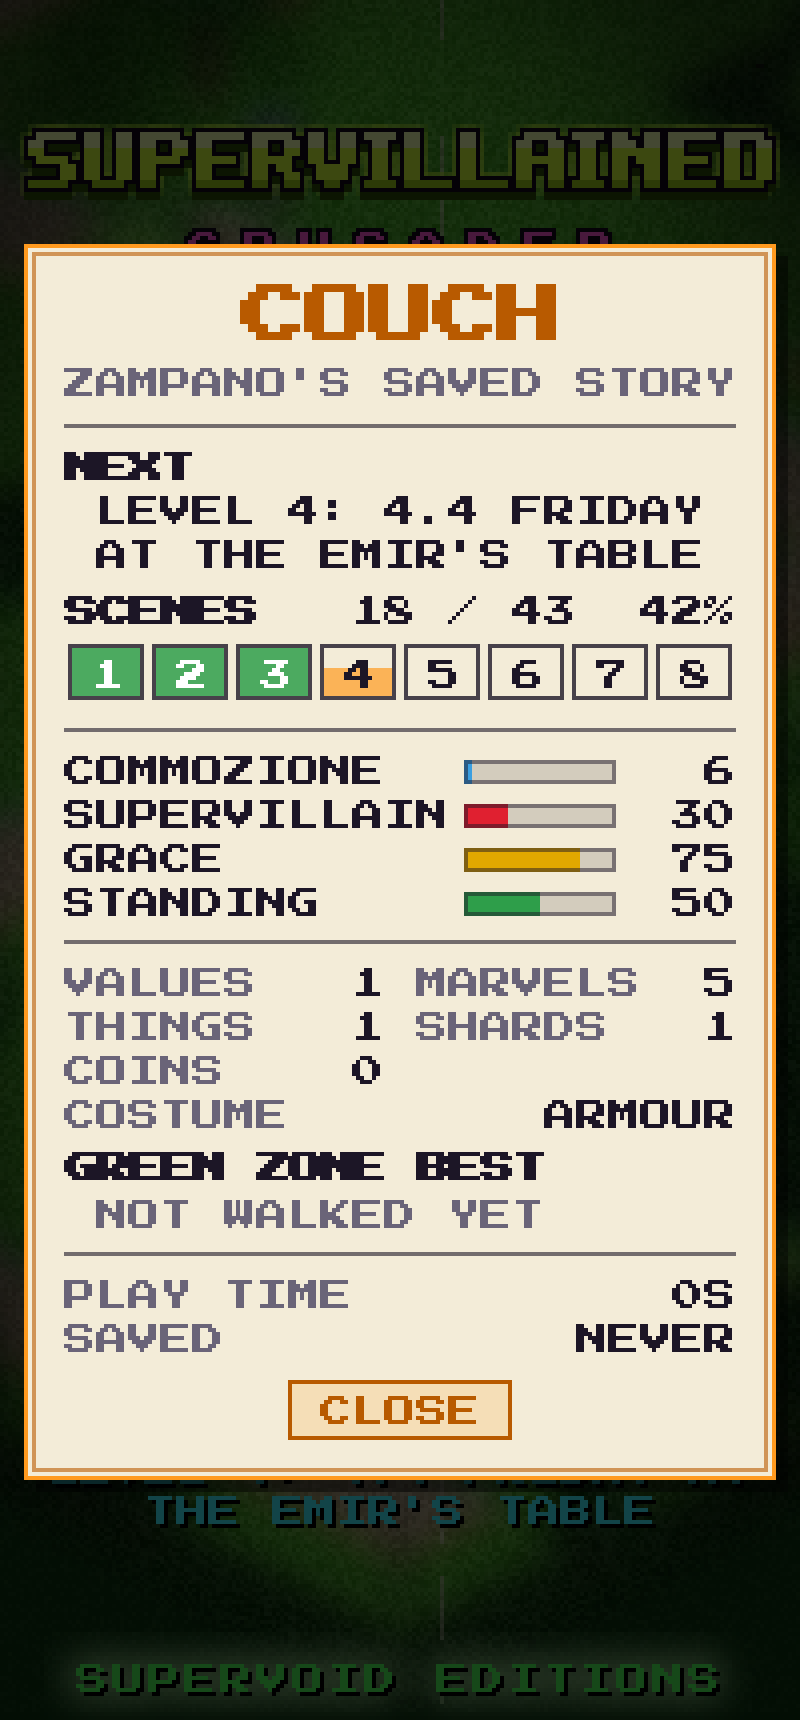 SUPERVILLAINED
CRUSADER
COUCH
ZAMPANO'S SAVED STORY
NEXT
LEVEL 4: 4.4 FRIDAY
AT THE EMIR'S TABLE
SCENES 18 / 43 42%
1 2 3 4 5 6 7 8
COMMOZIONE 6
SUPERVILLAIN 30
GRACE 75
STANDING 50
VALUES 1 MARVELS 5
THINGS 1 SHARDS 1
COINS 0
COSTUME ARMOUR
GREEN ZONE BEST
NOT WALKED YET
PLAY TIME 0S
SAVED NEVER
CLOSE
THE EMIR'S TABLE
SUPERVOID EDITIONS